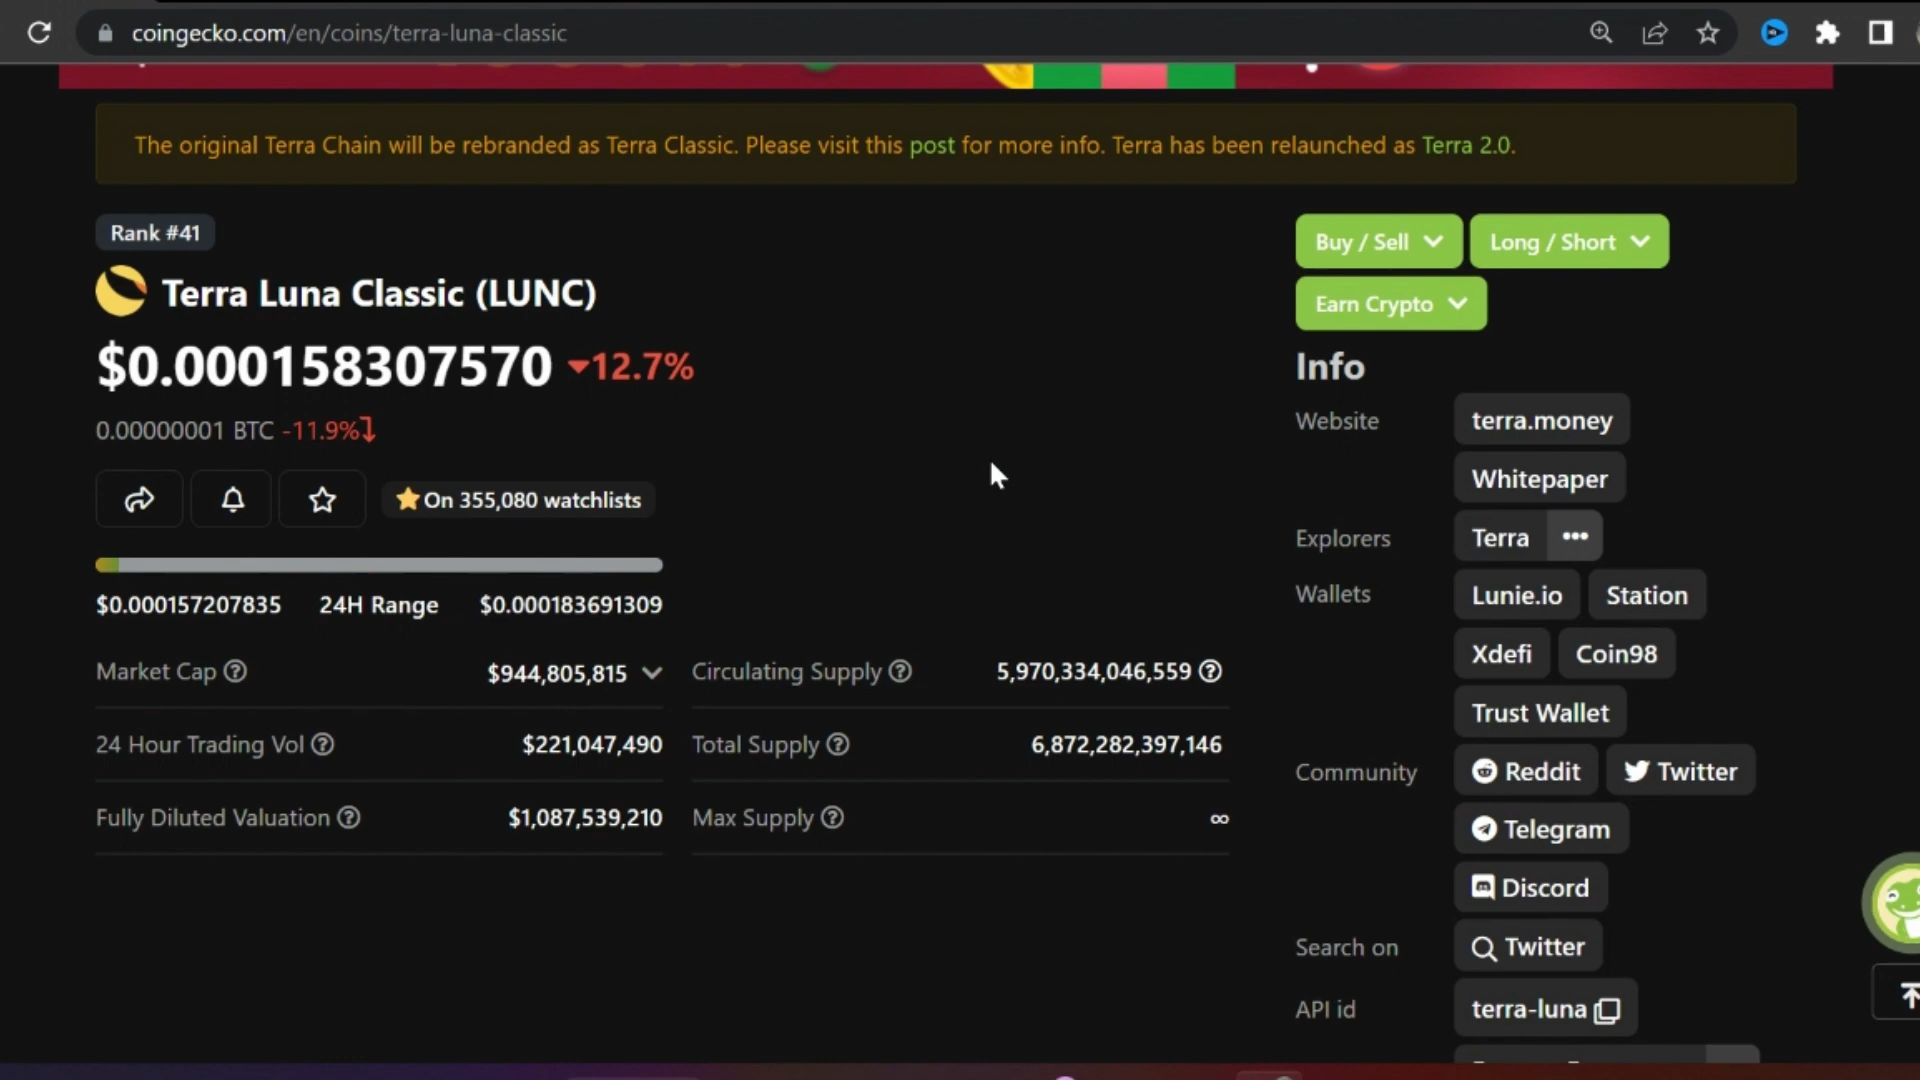 coingecko.com/en/coins/terra-luna-classic
The original Terra Chain will be rebranded as Terra Classic. Please visit this post for more info. Terra has been relaunched as Terra 2.0.
Rank #41
Terra Luna Classic (LUNC)
$0.000158307570 12.7%
0.00000001 BTC -11.9%
On 355,080 watchlists
$0.000157207835 24H Range $0.000183691309
Market Cap $944,805,815
Circulating Supply 5,970,334,046,559
24 Hour Trading Vol $221,047,490
Total Supply 6,872,282,397,146
Fully Diluted Valuation $1,087,539,210
Max Supply ∞
Buy / Sell Long / Short
Earn Crypto
Info
Website terra.money
Whitepaper
Explorers Terra
Wallets Lunie.io Station
Xdefi Coin98
Trust Wallet
Community Reddit Twitter
Telegram
Discord
Search on Twitter
API id terra-luna